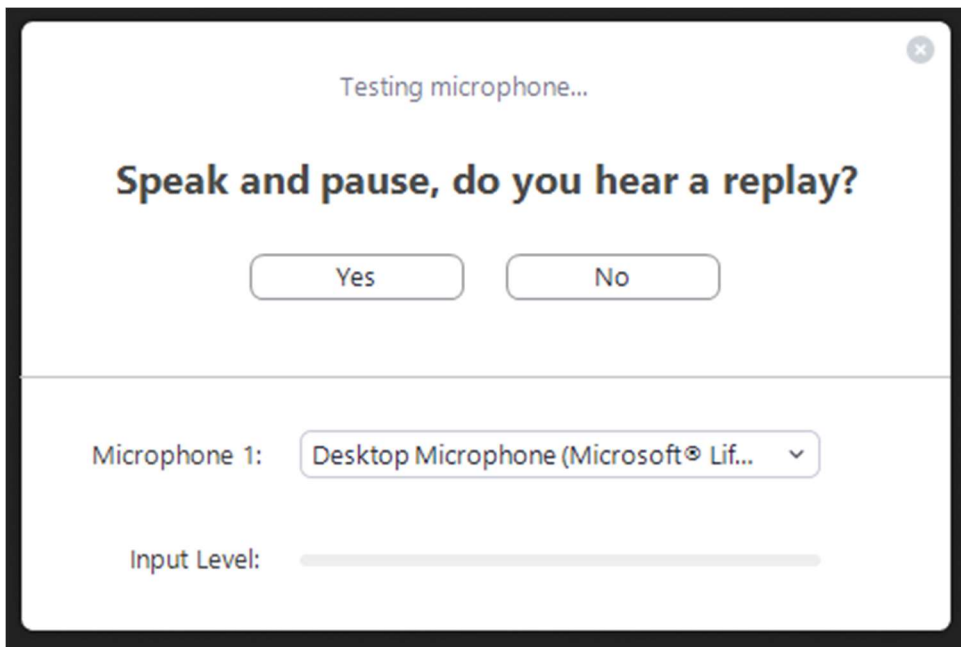 Testing microphone...
Speak and pause, do you hear a replay?
Yes
No
Microphone 1:
Desktop Microphone (Microsoft® Lif...
Input Level: